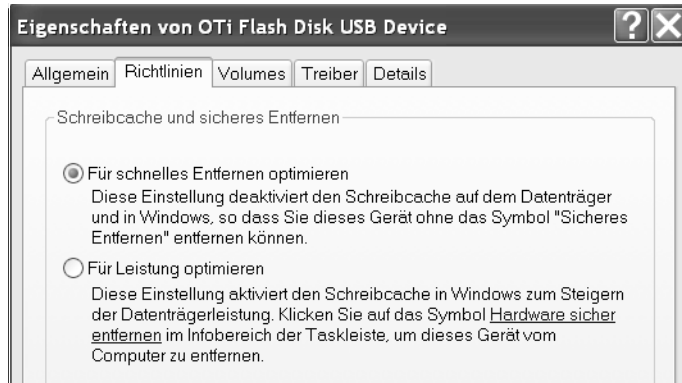 Eigenschaften von OTi Flash Disk USB Device
Allgemein Richtlinien Volumes Treiber Details
Schreibcache und sicheres Entfernen
Für schnelles Entfernen optimieren
Diese Einstellung deaktiviert den Schreibcache auf dem Datenträger
und in Windows, so dass Sie dieses Gerät ohne das Symbol "Sicheres
Entfernen" entfernen können.
Für Leistung optimieren
Diese Einstellung aktiviert den Schreibcache in Windows zum Steigern
der Datenträgerleistung. Klicken Sie auf das Symbol Hardware sicher
entfernen im Infobereich der Taskleiste, um dieses Gerät vom
Computer zu entfernen.